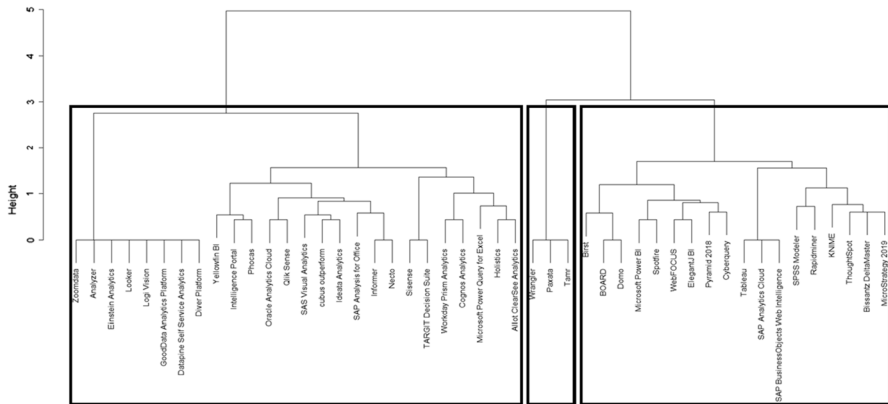 5
4
3
2
1
0
Height
Zoomdata
Analyzer
Einstein Analytics
Looker
Logi Vision
GoodData Analytics Platform
Datapine Self Service Analytics
Diver Platform
Yellowfin BI
Intelligence Portal
Phocas
Oracle Analytics Cloud
Qlik Sense
SAS Visual Analytics
cubus outperform
Ideata Analytics
SAP Analysis for Office
Informer
Necto
Sisense
TARGIT Decision Suite
Workday Prism Analytics
Cognos Analytics
Microsoft Power Query for Excel
Holistics
Allot ClearSee Analytics
Wrangler
Paxata
Tamr
Birst
BOARD
Domo
Microsoft Power BI
Spotfire
WebFOCUS
ElegantJ BI
Pyramid 2018
Cyberquery
Tableau
SAP Analytics Cloud
SAP BusinessObjects Web Intelligence
SPSS Modeler
Rapidminer
KNIME
ThoughtSpot
Bissantz DeltaMaster
MicroStrategy 2019